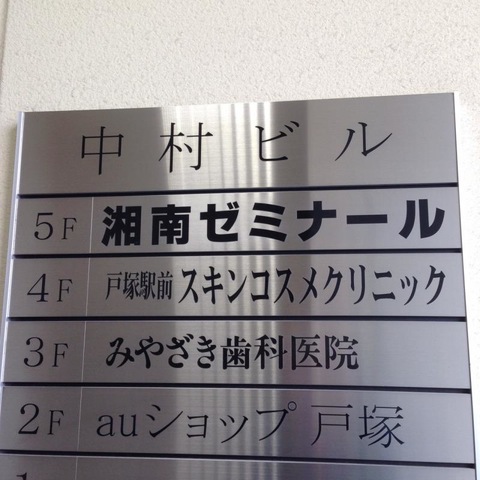 中村ビル
5F 湘南ゼミナール
4F 戸塚駅前スキンコスメクリニック
3F みやざき歯科医院
2F auショップ 戸塚